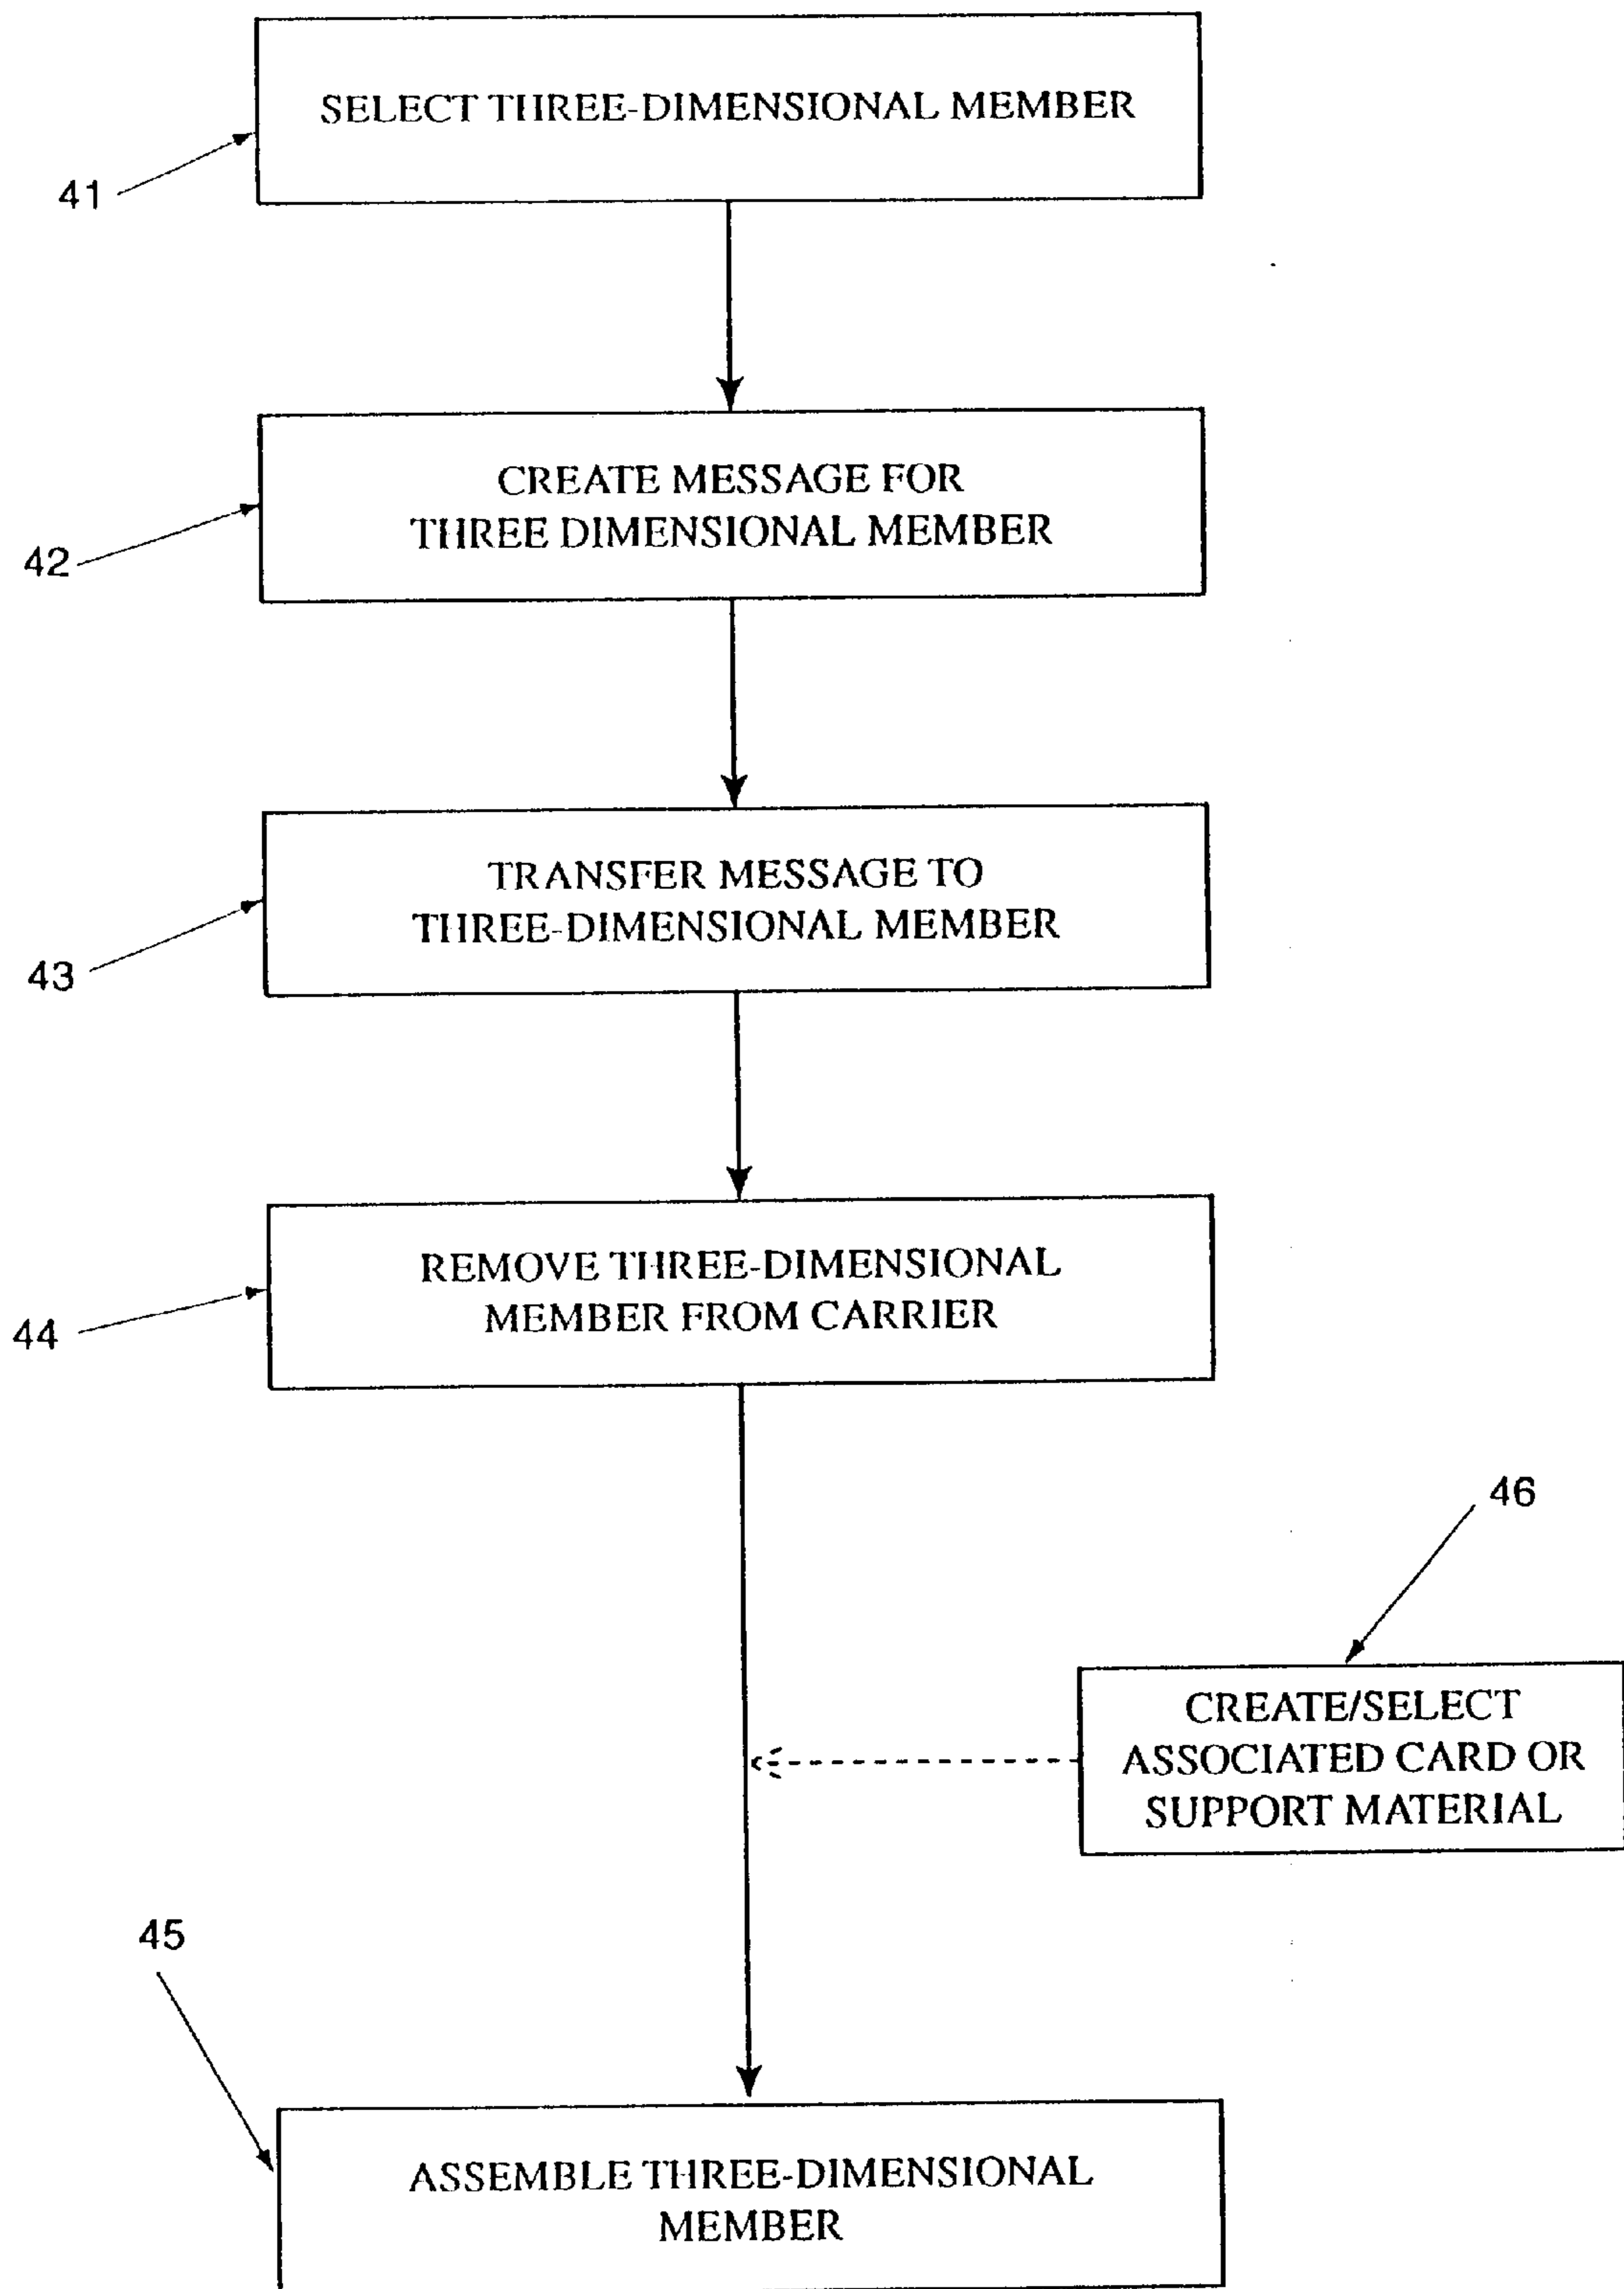 SELECT THREE-DIMENSIONAL MEMBER
41
CREATE MESSAGE FOR
THREE DIMENSIONAL MEMBER
42
TRANSFER MESSAGE TO
THREE-DIMENSIONAL MEMBER
43
REMOVE THREE-DIMENSIONAL
MEMBER FROM CARRIER
44
46
CREATE/SELECT
ASSOCIATED CARD OR
SUPPORT MATERIAL
45
ASSEMBLE THREE-DIMENSIONAL
MEMBER